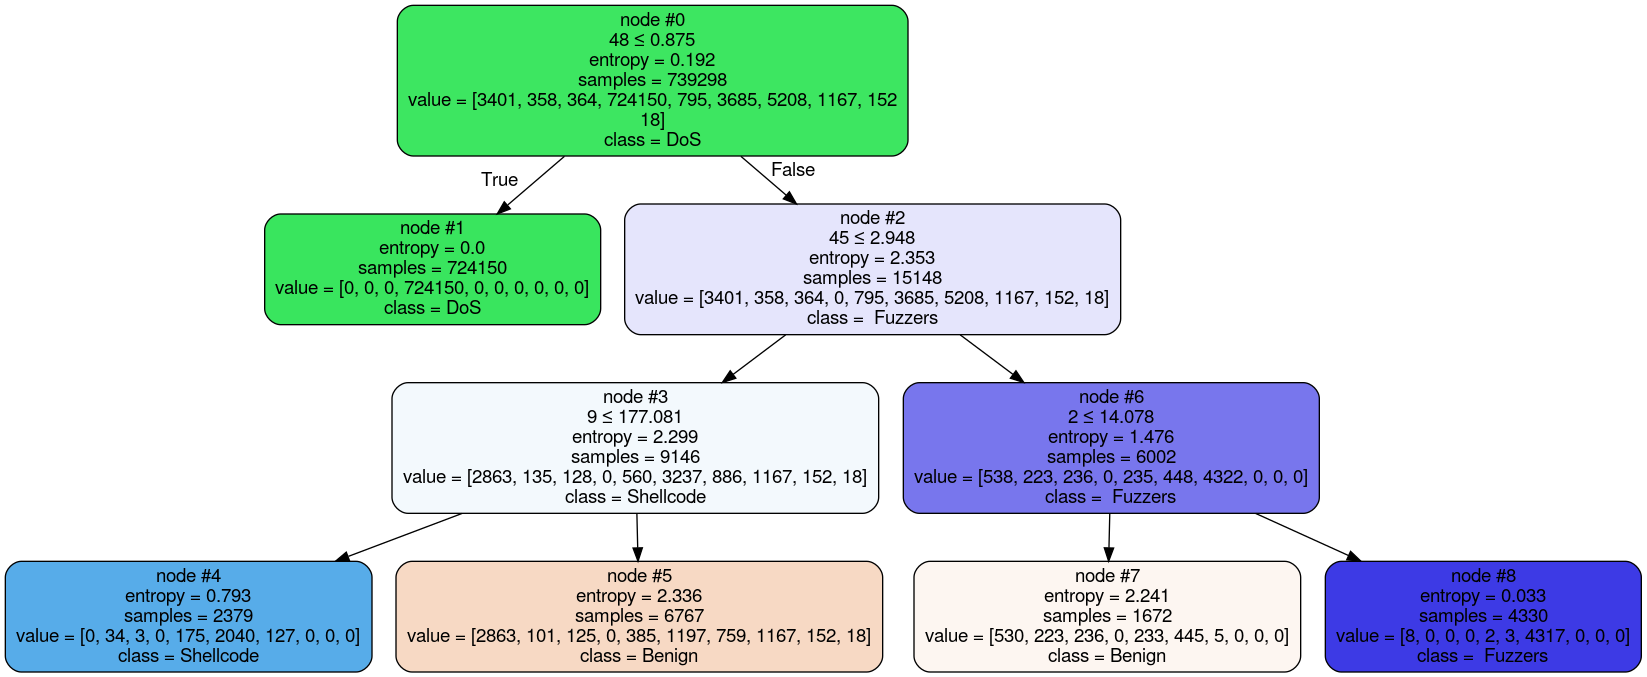 node #0
48 ≤ 0.875
entropy = 0.192
samples = 739298
value = [3401, 358, 364, 724150, 795, 3685, 5208, 1167, 152
18]
class = DoS
True
False
node #1
entropy = 0.0
samples = 724150
value = [0, 0, 0, 724150, 0, 0, 0, 0, 0, 0]
class = DoS
node #2
45 ≤ 2.948
entropy = 2.353
samples = 15148
value = [3401, 358, 364, 0, 795, 3685, 5208, 1167, 152, 18]
class =  Fuzzers
node #3
9 ≤ 177.081
entropy = 2.299
samples = 9146
value = [2863, 135, 128, 0, 560, 3237, 886, 1167, 152, 18]
class = Shellcode
node #6
2 ≤ 14.078
entropy = 1.476
samples = 6002
value = [538, 223, 236, 0, 235, 448, 4322, 0, 0, 0]
class =  Fuzzers
node #4
entropy = 0.793
samples = 2379
value = [0, 34, 3, 0, 175, 2040, 127, 0, 0, 0]
class = Shellcode
node #5
entropy = 2.336
samples = 6767
value = [2863, 101, 125, 0, 385, 1197, 759, 1167, 152, 18]
class = Benign
node #7
entropy = 2.241
samples = 1672
value = [530, 223, 236, 0, 233, 445, 5, 0, 0, 0]
class = Benign
node #8
entropy = 0.033
samples = 4330
value = [8, 0, 0, 0, 2, 3, 4317, 0, 0, 0]
class =  Fuzzers